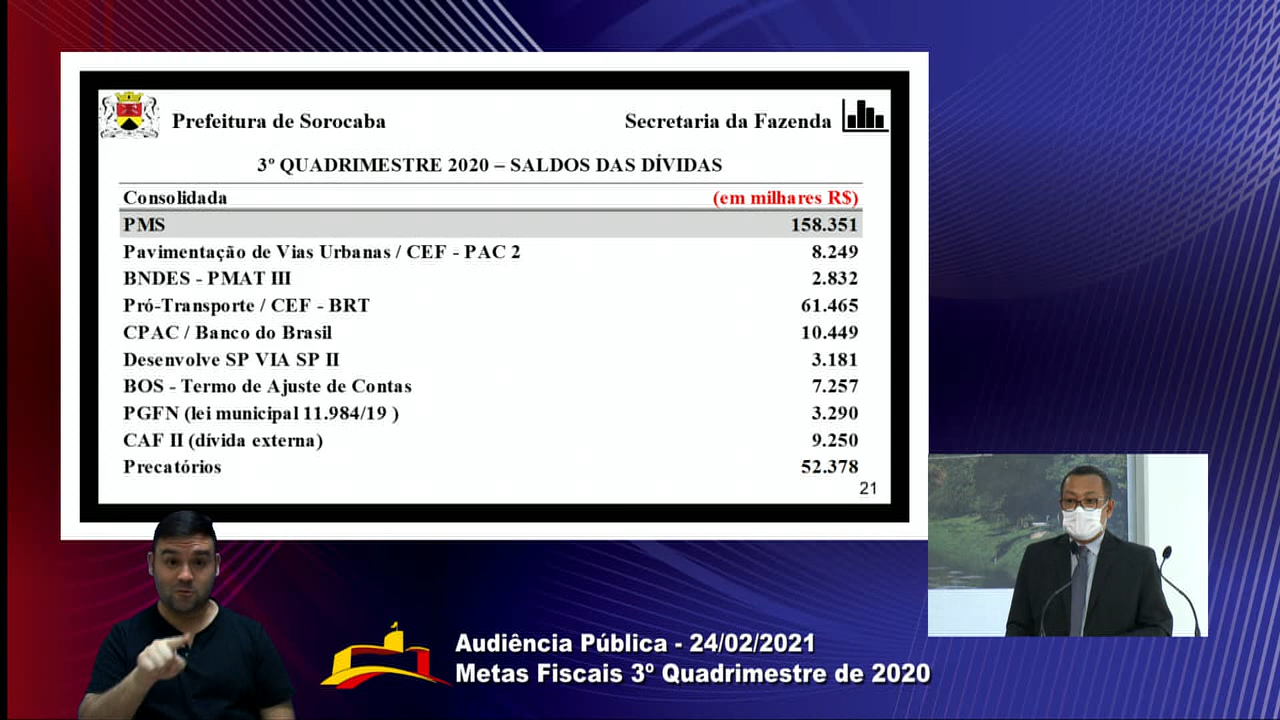 Prefeitura de Sorocaba
Secretaria da Fazenda
3º QUADRIMESTRE 2020 – SALDOS DAS DÍVIDAS
Consolidada (em milhares R$)
PMS 158.351
Pavimentação de Vias Urbanas / CEF - PAC 2 8.249
BNDES - PMAT III 2.832
Pró-Transporte / CEF - BRT 61.465
CPAC / Banco do Brasil 10.449
Desenvolve SP VIA SP II 3.181
BOS - Termo de Ajuste de Contas 7.257
PGFN (lei municipal 11.984/19 ) 3.290
CAF II (dívida externa) 9.250
Precatórios 52.378
21
Audiência Pública - 24/02/2021
Metas Fiscais 3º Quadrimestre de 2020